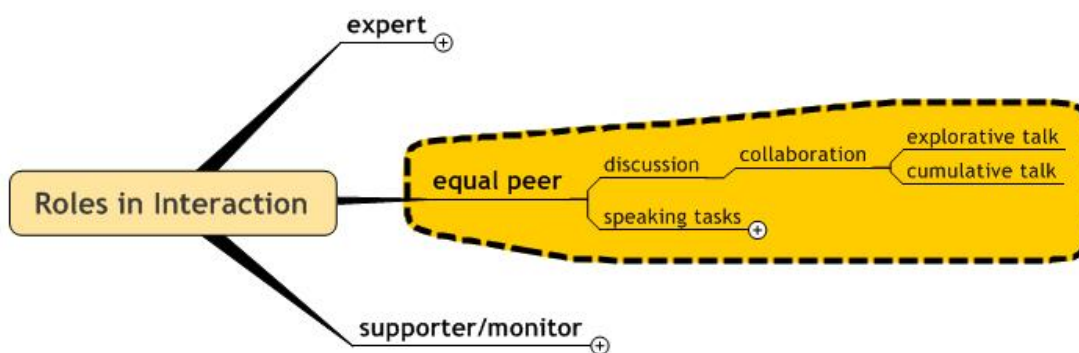 expert
explorative talk
discussion
collaboration
equal peer
cumulative talk
Roles in Interaction
speaking tasks
supporter/monitor